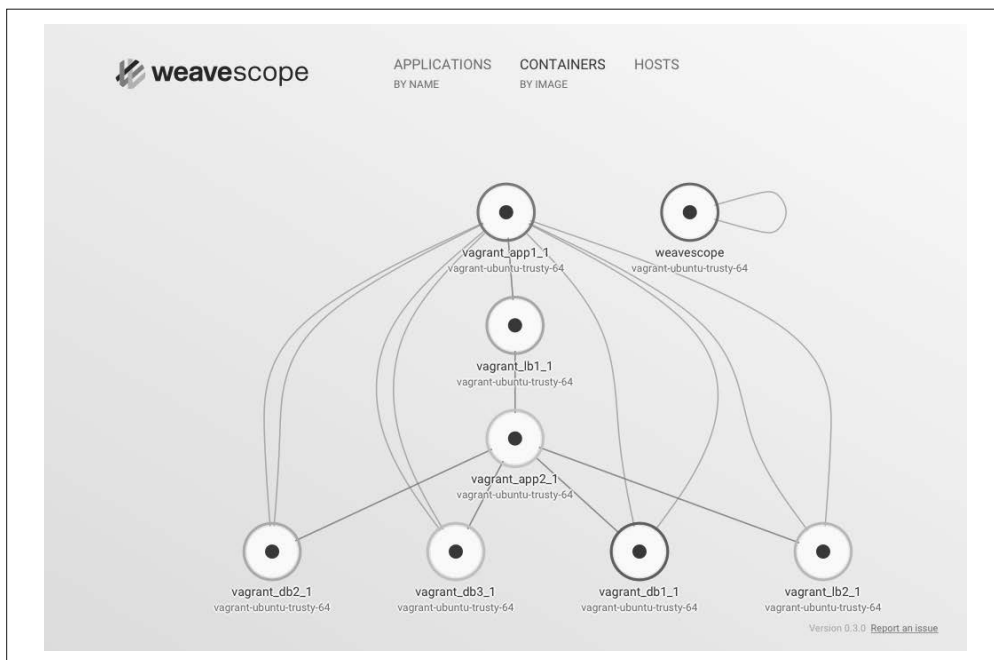 weavescope
APPLICATIONS CONTAINERS HOSTS
BY NAME BY IMAGE
vagrant_app1_1 weavescope
vagrant-ubuntu-trusty-64 vagrant-ubuntu-trusty-64
vagrant_lb1_1
vagrant-ubuntu-trusty-64
vagrant_app2_1
vagrant-ubuntu-trusty-64
vagrant_db2_1 vagrant_db3_1 vagrant_db1_1 vagrant_lb2_1
vagrant-ubuntu-trusty-64 vagrant-ubuntu-trusty-64 vagrant-ubuntu-trusty-64 vagrant-ubuntu-trusty-64
Version 0.3.0 Report an issue